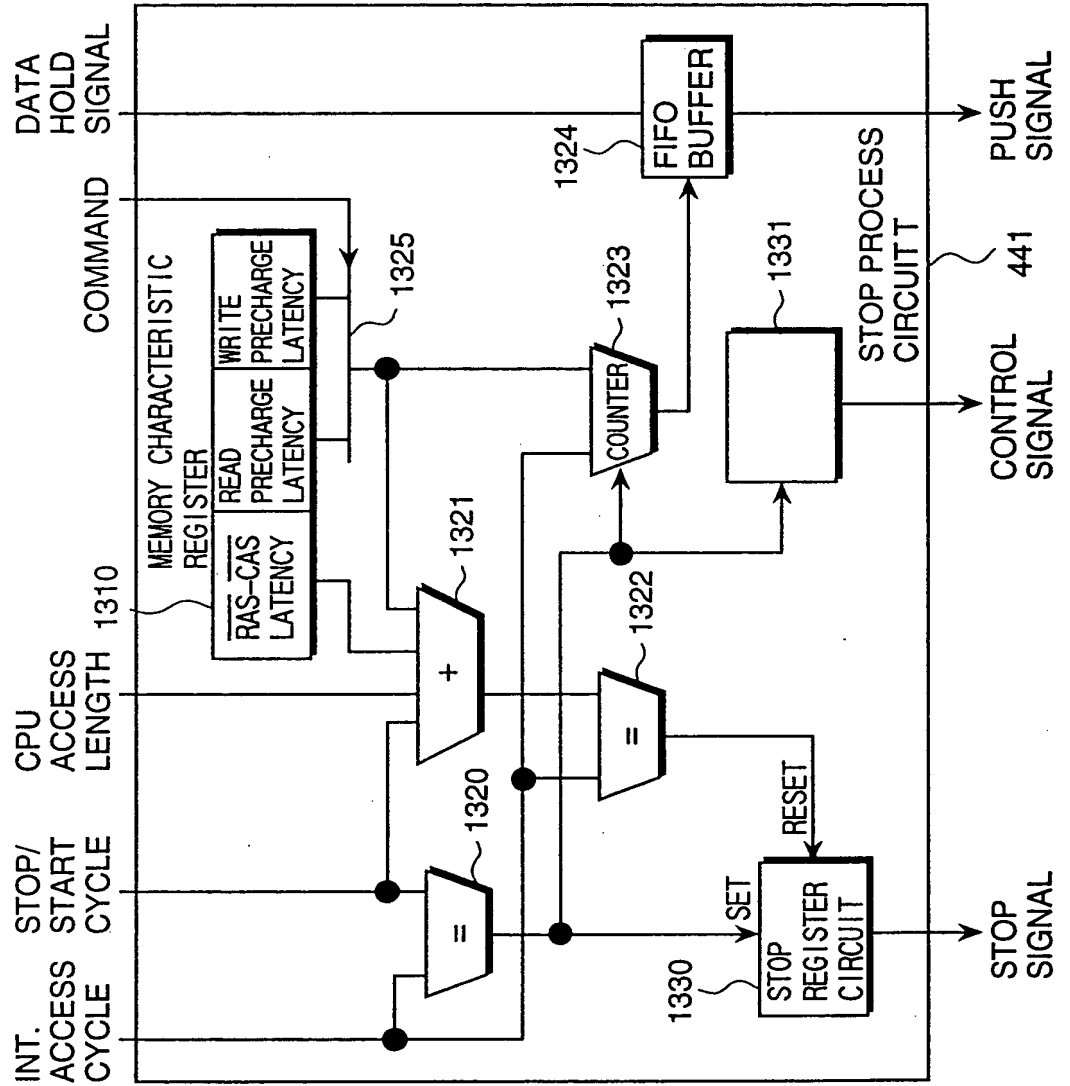 INT.
ACCESS
CYCLE
STOP/
START
CYCLE
CPU
ACCESS
LENGTH
COMMAND
DATA
HOLD
SIGNAL
1310
MEMORY CHARACTERISTIC
REGISTER
RAS-CAS
LATENCY
READ
PRECHARGE
LATENCY
WRITE
PRECHARGE
LATENCY
1325
+
1321
=
1320
=
1322
COUNTER
1323
1324
FIFO
BUFFER
SET
RESET
1330
STOP
REGISTER
CIRCUIT
1331
STOP PROCESS
CIRCUIT T
441
STOP
SIGNAL
CONTROL
SIGNAL
PUSH
SIGNAL